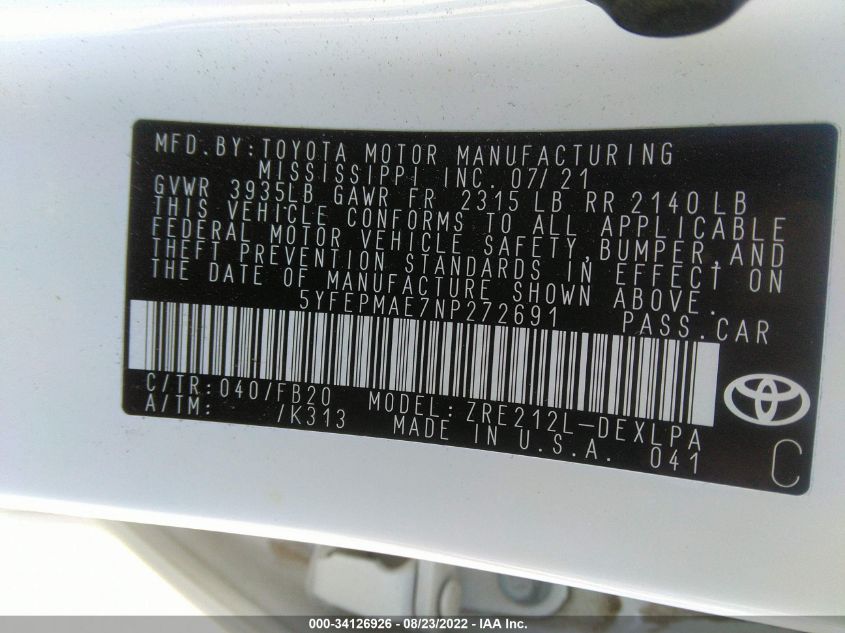 MFD.BY:TOYOTA MOTOR MANUFACTURING
MISSISSIPPI INC. 07/21
GVWR 3935LB GAWR FR 2315 LB RR 2140 LB
THIS VEHICLE CONFORMS TO ALL APPLICABLE
FEDERAL MOTOR VEHICLE SAFETY,BUMPER,AND
THEFT PREVENTION STANDARDS IN EFFECT ON
THE DATE OF MANUFACTURE SHOWN ABOVE.
5YFEPMAE7NP272691 PASS.CAR
C/TR:040/FB20 MODEL:ZRE212L-DEXLPA
A/TM: /K313 MADE IN U.S.A. 041
C
000-34126926 - 08/23/2022 - IAA Inc.